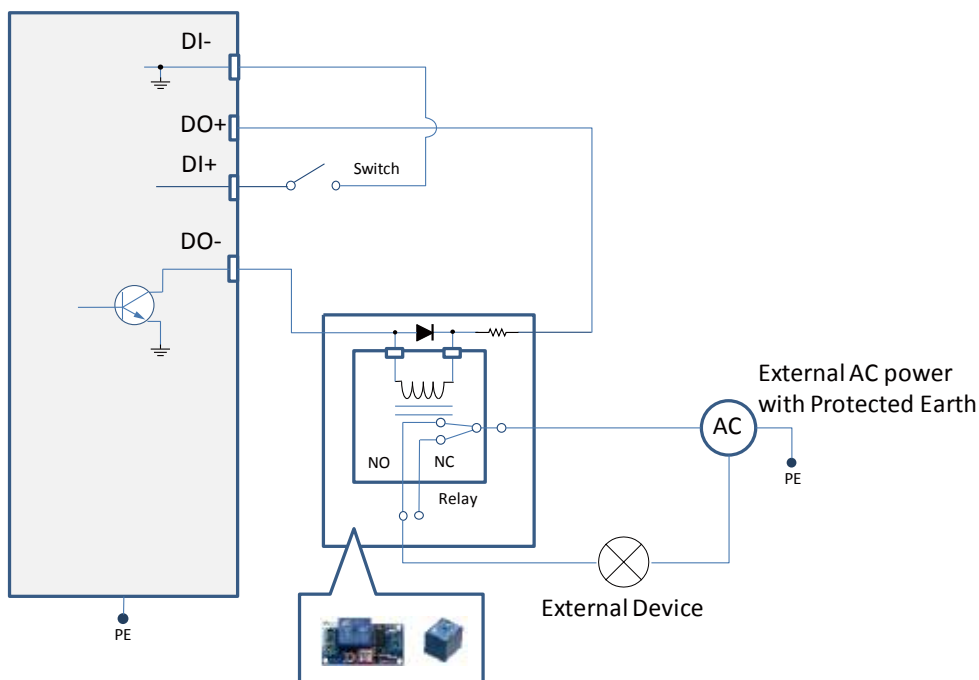 DI-
DO+
DI+
Switch
DO-
External AC power
with Protected Earth
AC
NO
NC
PE
Relay
External Device
PE